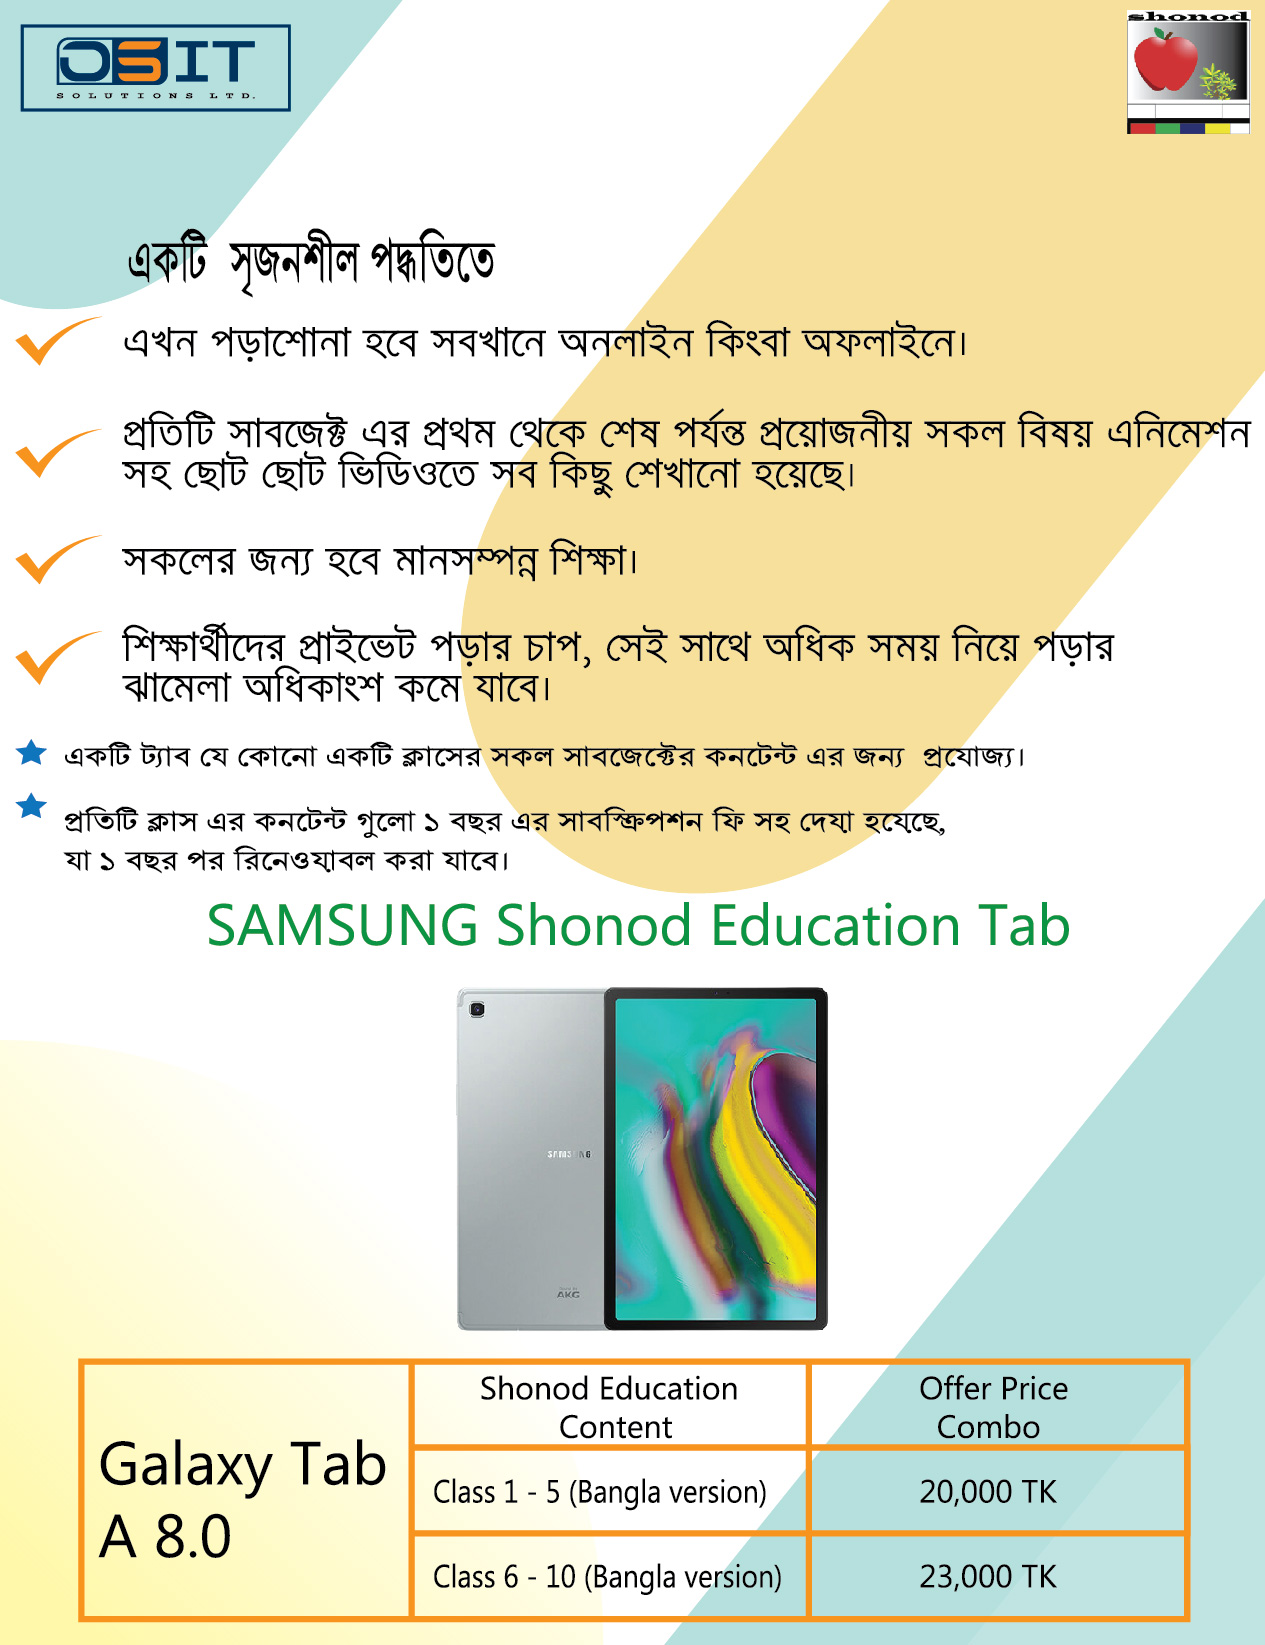 OSIT
SOLUTIONS LTD.
shonod
একটি সৃজনশীল পদ্ধতিতে
এখন পড়াশোনা হবে সবখানে অনলাইন কিংবা অফলাইনে।
প্রতিটি সাবজেক্ট এর প্রথম থেকে শেষ পর্যন্ত প্রয়োজনীয় সকল বিষয় এনিমেশন
সহ ছোট ছোট ভিডিওতে সব কিছু শেখানো হয়েছে।
সকলের জন্য হবে মানসম্পন্ন শিক্ষা।
শিক্ষার্থীদের প্রাইভেট পড়ার চাপ, সেই সাথে অধিক সময় নিয়ে পড়ার
ঝামেলা অধিকাংশ কমে যাবে।
একটি ট্যাব যে কোনো একটি ক্লাসের সকল সাবজেক্টের কনটেন্ট এর জন্য প্রযোজ্য।
প্রতিটি ক্লাস এর কনটেন্ট গুলো ১ বছর এর সাবস্ক্রিপশন ফি সহ দেয়া হয়েছে,
যা ১ বছর পর রিনেওয়াবল করা যাবে।
SAMSUNG Shonod Education Tab
SAMSUNG
AKG
Galaxy Tab
A 8.0
Shonod Education
Content
Offer Price
Combo
Class 1 - 5 (Bangla version)
20,000 TK
Class 6 - 10 (Bangla version)
23,000 TK